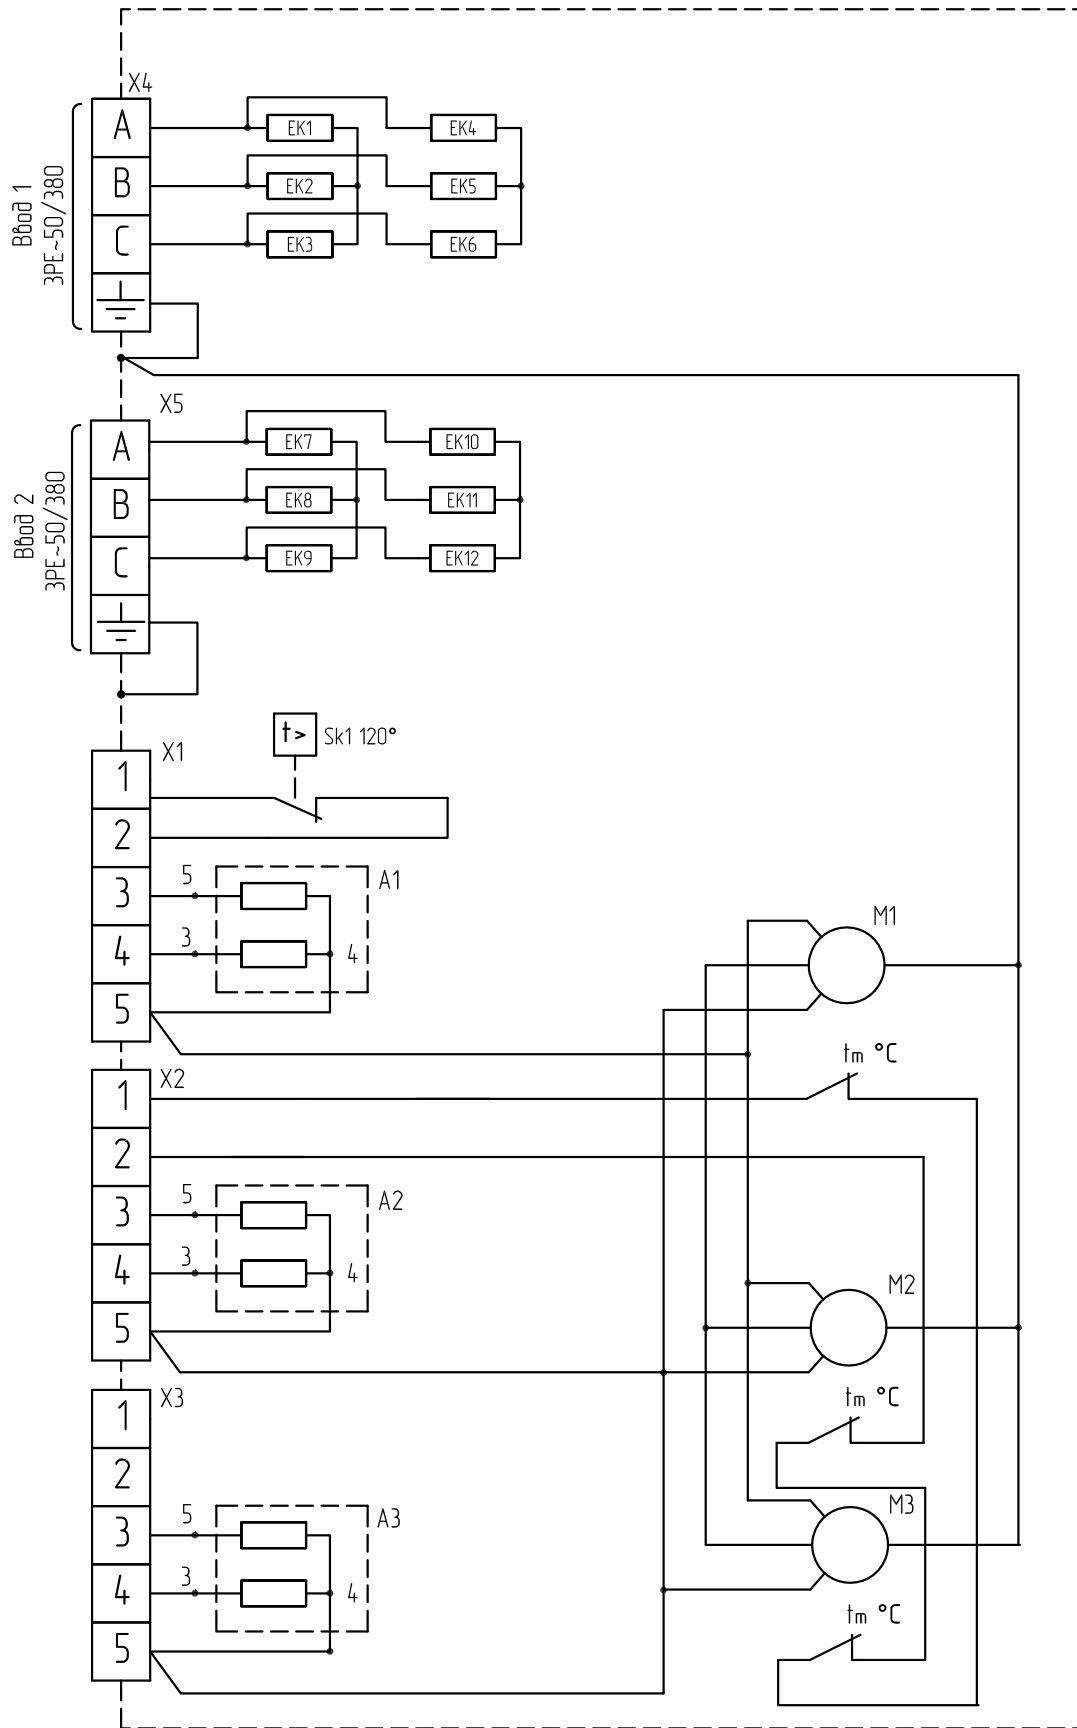 X4
A
B
C
Ввод 1
3PE~50/380
EK1
EK4
EK2
EK5
EK3
EK6
X5
A
B
C
Ввод 2
3PE~50/380
EK7
EK10
EK8
EK11
EK9
EK12
X1
1
2
3
4
5
t>
Sk1 120°
5
A1
3
4
M1
tm °C
X2
1
2
3
4
5
5
A2
3
4
M2
tm °C
X3
1
2
3
4
5
5
A3
3
4
M3
tm °C